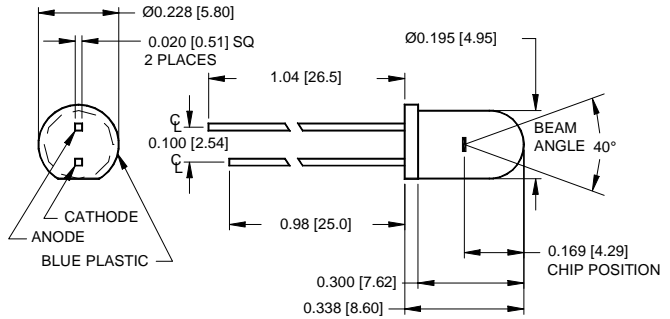 Ø0.228 [5.80]
0.020 [0.51] SQ
2 PLACES
1.04 [26.5]
Ø0.195 [4.95]
℄
0.100 [2.54]
℄
BEAM
ANGLE
40°
CATHODE
ANODE
BLUE PLASTIC
0.98 [25.0]
0.169 [4.29]
CHIP POSITION
0.300 [7.62]
0.338 [8.60]